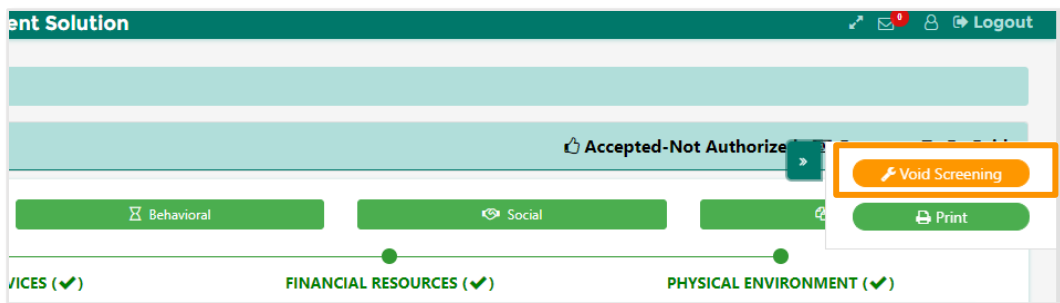 ent Solution
0
Logout
Accepted-Not Authorize
»
Void Screening
Behavioral
Social
Print
VICES (✔)
FINANCIAL RESOURCES (✔)
PHYSICAL ENVIRONMENT (✔)